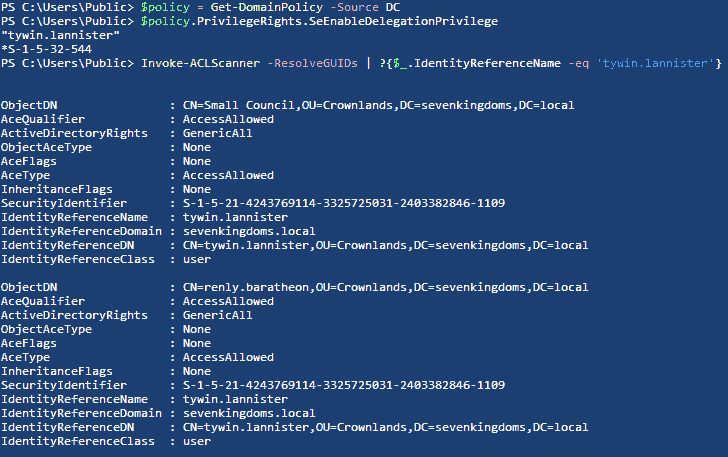 PS C:\Users\Public> $policy = Get-DomainPolicy -Source DC
PS C:\Users\Public> $policy.PrivilegeRights.SeEnableDelegationPrivilege
"tywin.lannister"
*S-1-5-32-544
PS C:\Users\Public> Invoke-ACLScanner -ResolveGUIDs | ?{$_.IdentityReferenceName -eq 'tywin.lannister'}
ObjectDN : CN=Small Council,OU=Crownlands,DC=sevenkingdoms,DC=local
AceQualifier : AccessAllowed
ActiveDirectoryRights : GenericAll
ObjectAceType : None
AceFlags : None
AceType : AccessAllowed
InheritanceFlags : None
SecurityIdentifier : S-1-5-21-4243769114-3325725031-2403382846-1109
IdentityReferenceName : tywin.lannister
IdentityReferenceDomain : sevenkingdoms.local
IdentityReferenceDN : CN=tywin.lannister,OU=Crownlands,DC=sevenkingdoms,DC=local
IdentityReferenceClass : user
ObjectDN : CN=renly.baratheon,OU=Crownlands,DC=sevenkingdoms,DC=local
AceQualifier : AccessAllowed
ActiveDirectoryRights : GenericAll
ObjectAceType : None
AceFlags : None
AceType : AccessAllowed
InheritanceFlags : None
SecurityIdentifier : S-1-5-21-4243769114-3325725031-2403382846-1109
IdentityReferenceName : tywin.lannister
IdentityReferenceDomain : sevenkingdoms.local
IdentityReferenceDN : CN=tywin.lannister,OU=Crownlands,DC=sevenkingdoms,DC=local
IdentityReferenceClass : user